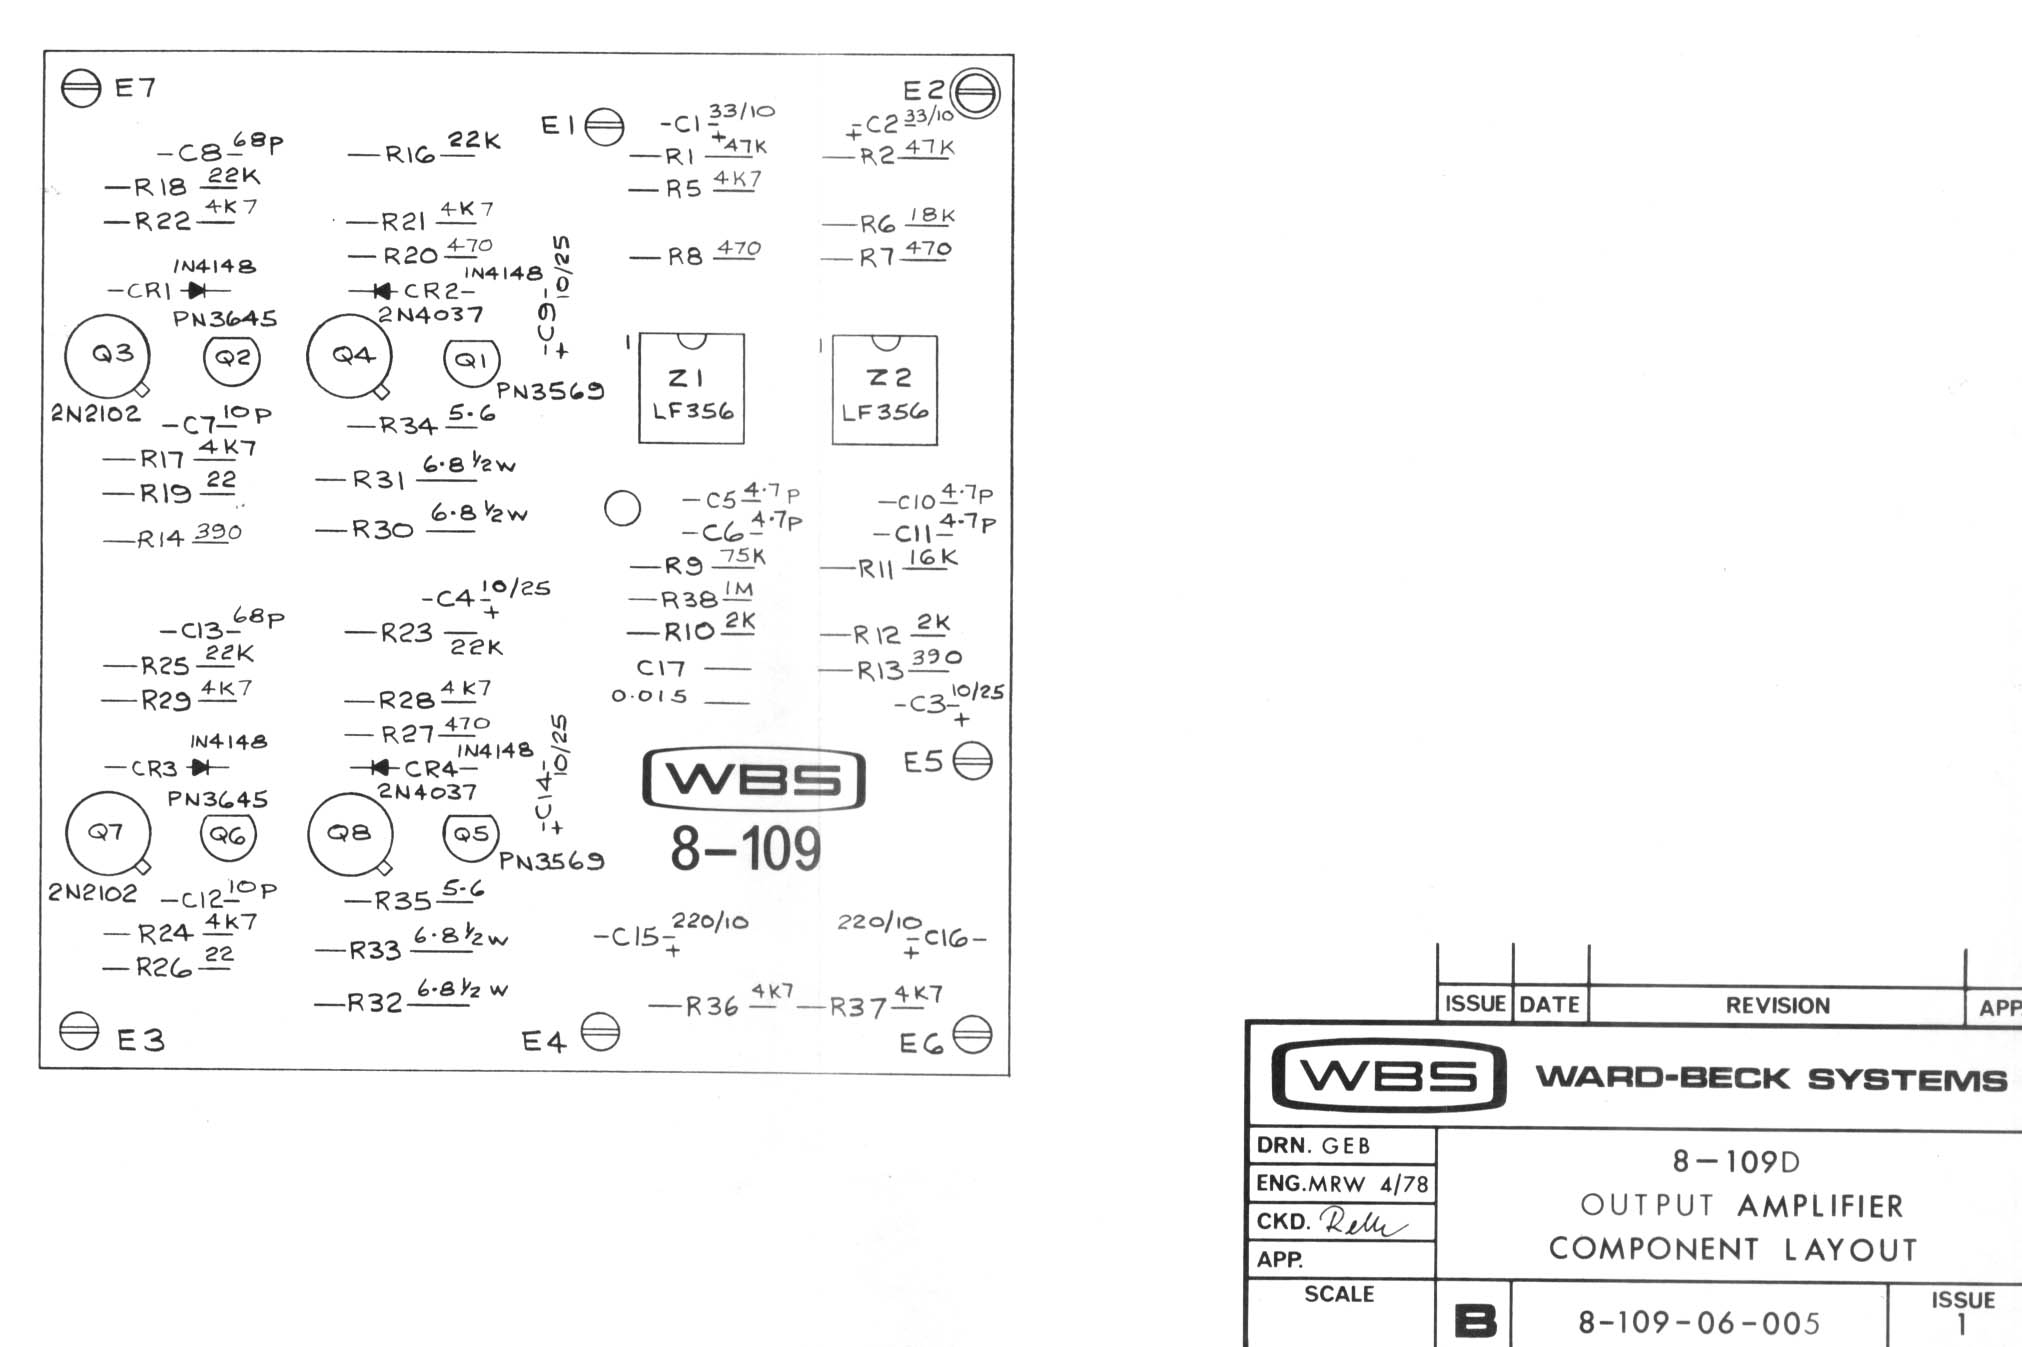 E7
E1
E2
-C1 33/10
+
+C2 33/10
-C8- 68P
—R16 22K
—R1 47K
—R2 47K
—R18 22K
—R5 4K7
—R22 4K7
—R21 4K7
—R6 18K
—R20 470
—R8 470
—R7 470
1N4148
-CR1
1N4148
CR2-
-C9- 10/25
+
PN3645
2N4037
Q3
Q2
Q4
Q1
1
Z1
LF356
1
Z2
LF356
PN3569
2N2102
-C7- 10P
—R34 5·6
—R17 4K7
—R31 6·8 ½W
—R19 22
-C5 4·7P
-C10 4·7P
—R30 6·8 ½W
-C6- 4·7P
-C11- 4·7P
—R14 390
—R9 75K
—R11 16K
-C4 10/25
+
—R38 1M
-C13- 68P
—R23 22K
—R10 2K
—R12 2K
—R25 22K
C17
0·015
—R13 390
—R29 4K7
—R28 4K7
-C3- 10/25
+
—R27 470
1N4148
-CR3
1N4148
CR4-
-C14- 10/25
+
E5
PN3645
2N4037
WBS
8-109
Q7
Q6
Q8
Q5
PN3569
2N2102
-C12- 10P
—R35 5·6
—R24 4K7
—R33 6·8 ½W
-C15- 220/10
+
220/10
+
C16-
—R26 22
—R32 6·8 ½W
—R36 4K7
—R37 4K7
E3
E4
E6
ISSUE DATE REVISION APP.
WBS WARD-BECK SYSTEMS
DRN. GEB
ENG. MRW 4/78
CKD.
APP.
SCALE
8-109D
OUTPUT AMPLIFIER
COMPONENT LAYOUT
B
8-109-06-005
ISSUE
1